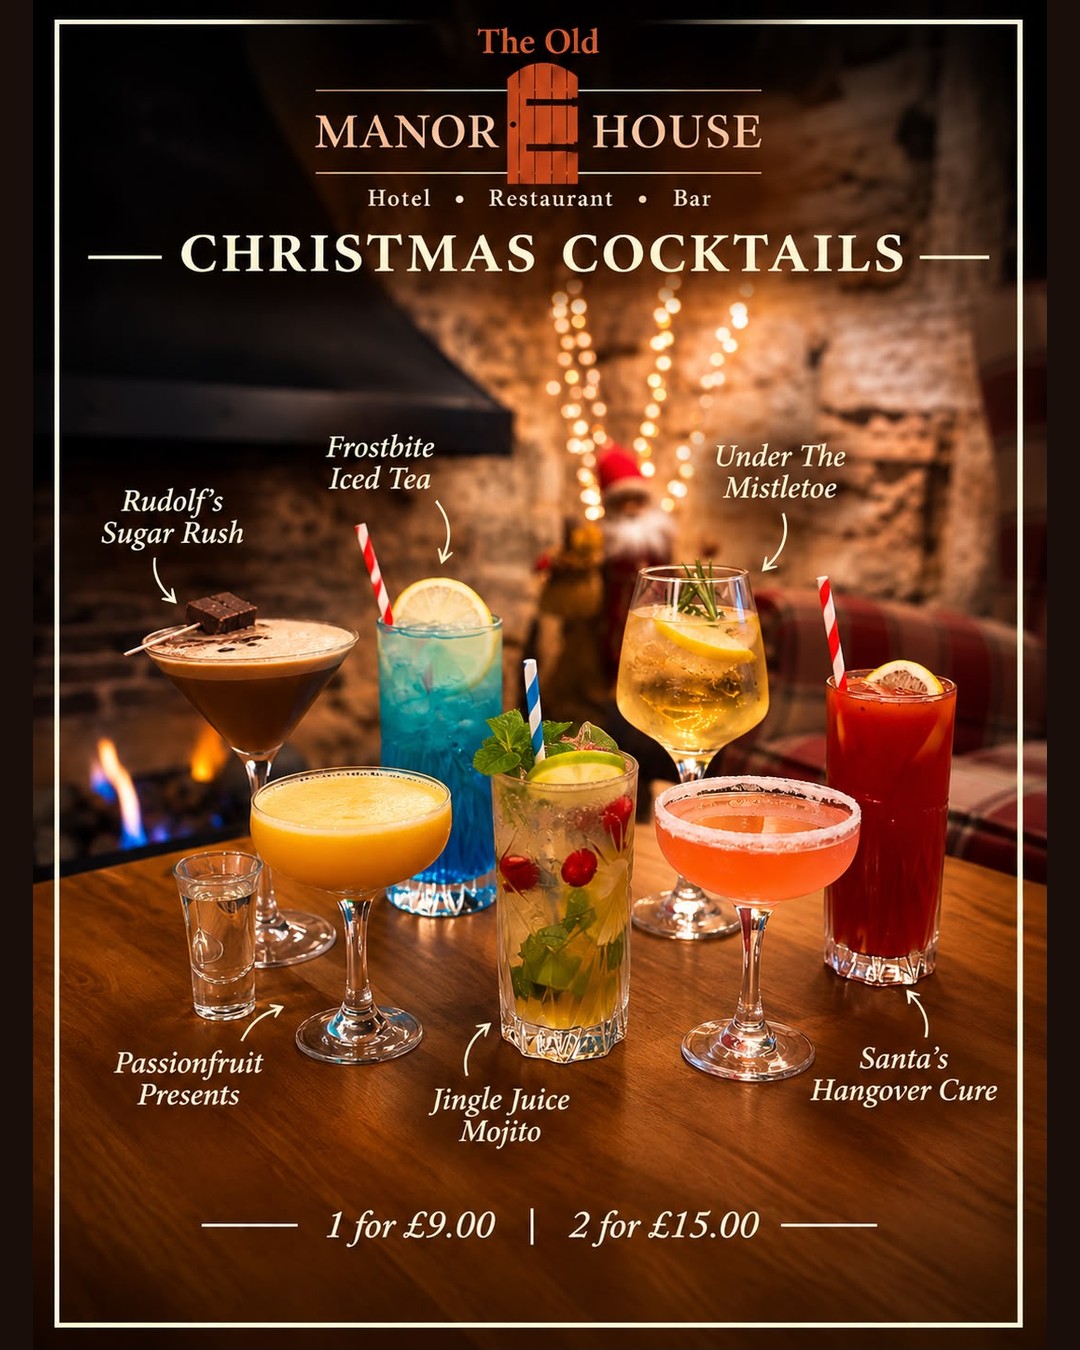 The Old
MANOR HOUSE
Hotel • Restaurant • Bar
CHRISTMAS COCKTAILS
Frostbite
Iced Tea
Under The
Mistletoe
Rudolf's
Sugar Rush
Passionfruit
Presents
Jingle Juice
Mojito
Santa's
Hangover Cure
1 for £9.00 | 2 for £15.00